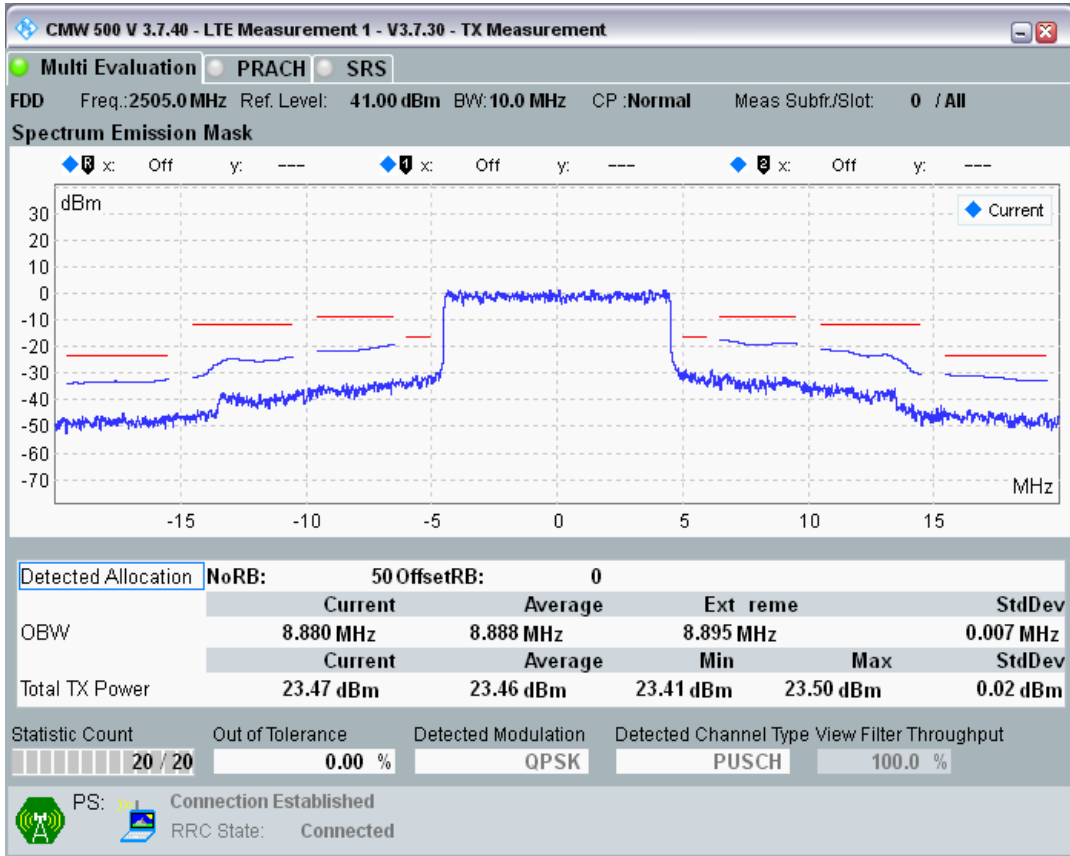 CMW 500 V 3.7.40 - LTE Measurement 1 - V3.7.30 - TX Measurement
Multi Evaluation PRACH SRS
FDD Freq.:2505.0 MHz Ref. Level: 41.00 dBm BW: 10.0 MHz CP :Normal Meas Subfr./Slot: 0 / All
Spectrum Emission Mask
R x: Off y: --- 1 x: Off y: --- 2 x: Off y: ---
dBm
Current
30
20
10
0
-10
-20
-30
-40
-50
-60
-70
MHz
-15 -10 -5 0 5 10 15
Detected Allocation NoRB: 50 OffsetRB: 0
Current Average Ext reme StdDev
OBW 8.880 MHz 8.888 MHz 8.895 MHz 0.007 MHz
Current Average Min Max StdDev
Total TX Power 23.47 dBm 23.46 dBm 23.41 dBm 23.50 dBm 0.02 dBm
Statistic Count Out of Tolerance Detected Modulation Detected Channel Type View Filter Throughput
20 / 20 0.00 % QPSK PUSCH 100.0 %
PS: Connection Established
RRC State: Connected